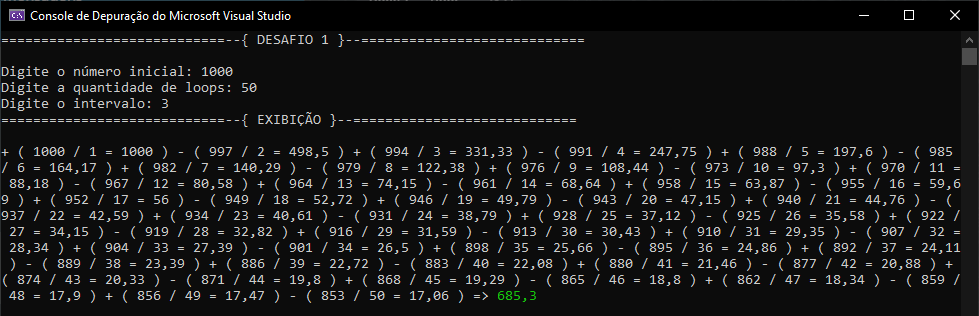 Console de Depuração do Microsoft Visual Studio
==============================--{ DESAFIO 1 }--============================
Digite o número inicial: 1000
Digite a quantidade de loops: 50
Digite o intervalo: 3
==============================--{ EXIBIÇÃO }--============================
+ ( 1000 / 1 = 1000 ) - ( 997 / 2 = 498,5 ) + ( 994 / 3 = 331,33 ) - ( 991 / 4 = 247,75 ) + ( 988 / 5 = 197,6 ) - ( 985
/ 6 = 164,17 ) + ( 982 / 7 = 140,29 ) - ( 979 / 8 = 122,38 ) + ( 976 / 9 = 108,44 ) - ( 973 / 10 = 97,3 ) + ( 970 / 11 =
88,18 ) - ( 967 / 12 = 80,58 ) + ( 964 / 13 = 74,15 ) - ( 961 / 14 = 68,64 ) + ( 958 / 15 = 63,87 ) - ( 955 / 16 = 59,6
9 ) + ( 952 / 17 = 56 ) - ( 949 / 18 = 52,72 ) + ( 946 / 19 = 49,79 ) - ( 943 / 20 = 47,15 ) + ( 940 / 21 = 44,76 ) - (
937 / 22 = 42,59 ) + ( 934 / 23 = 40,61 ) - ( 931 / 24 = 38,79 ) + ( 928 / 25 = 37,12 ) - ( 925 / 26 = 35,58 ) + ( 922 /
27 = 34,15 ) - ( 919 / 28 = 32,82 ) + ( 916 / 29 = 31,59 ) - ( 913 / 30 = 30,43 ) + ( 910 / 31 = 29,35 ) - ( 907 / 32 =
28,34 ) + ( 904 / 33 = 27,39 ) - ( 901 / 34 = 26,5 ) + ( 898 / 35 = 25,66 ) - ( 895 / 36 = 24,86 ) + ( 892 / 37 = 24,11
) - ( 889 / 38 = 23,39 ) + ( 886 / 39 = 22,72 ) - ( 883 / 40 = 22,08 ) + ( 880 / 41 = 21,46 ) - ( 877 / 42 = 20,88 ) +
( 874 / 43 = 20,33 ) - ( 871 / 44 = 19,8 ) + ( 868 / 45 = 19,29 ) - ( 865 / 46 = 18,8 ) + ( 862 / 47 = 18,34 ) - ( 859 /
48 = 17,9 ) + ( 856 / 49 = 17,47 ) - ( 853 / 50 = 17,06 ) => 685,3